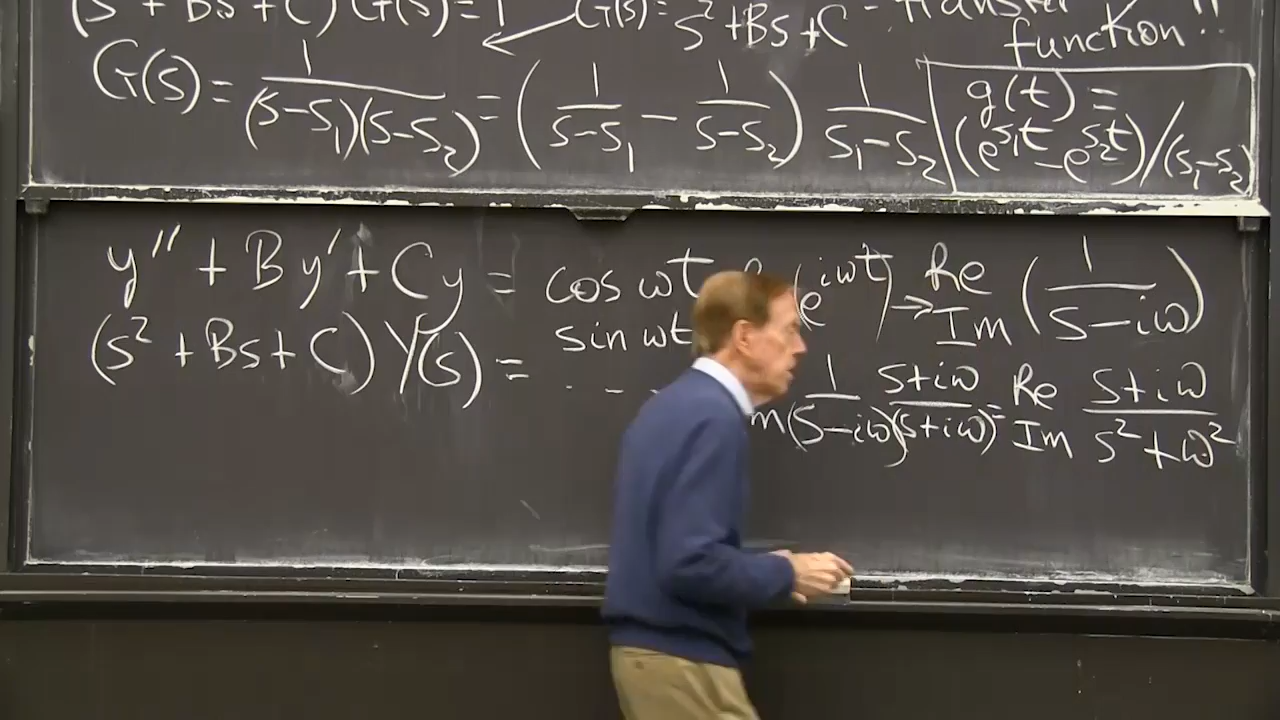 (s² + Bs + C) G(s) = 1 G(s) = 1/(s² + Bs + C) = transfer
function!!
G(s) = 1/((s-s₁)(s-s₂)) = (1/(s-s₁) - 1/(s-s₂)) 1/(s₁-s₂)
g(t) =
(e^{s₁t} - e^{s₂t})/(s₁-s₂)
y'' + By' + Cy = cos ωt (e^{iωt}) → Re Im (1/(s-iω))
sin ωt
(s² + Bs + C) Y(s) = . - - m 1/(s-iω) (s+iω)/(s+iω) = Re Im (s+iω)/(s²+ω²)